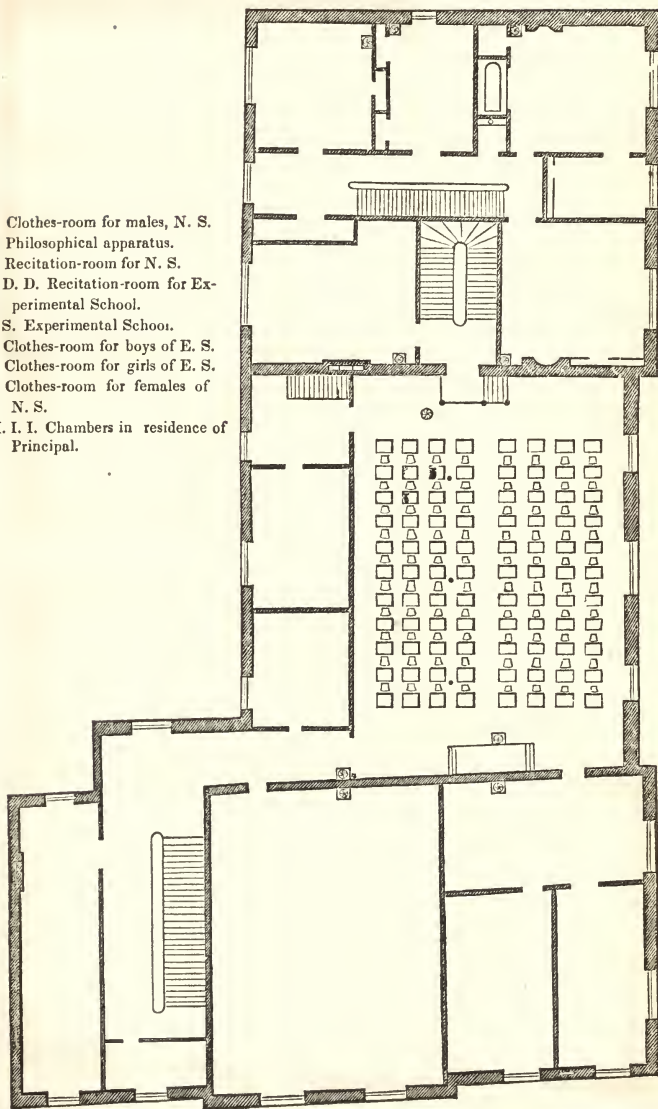 Clothes-room for males, N. S.
Philosophical apparatus.
Recitation-room for N. S.
D. D. Recitation-room for Ex-
perimental School.
S. Experimental School.
Clothes-room for boys of E. S.
Clothes-room for girls of E. S.
Clothes-room for females of
N. S.
I. I. Chambers in residence of
Principal.